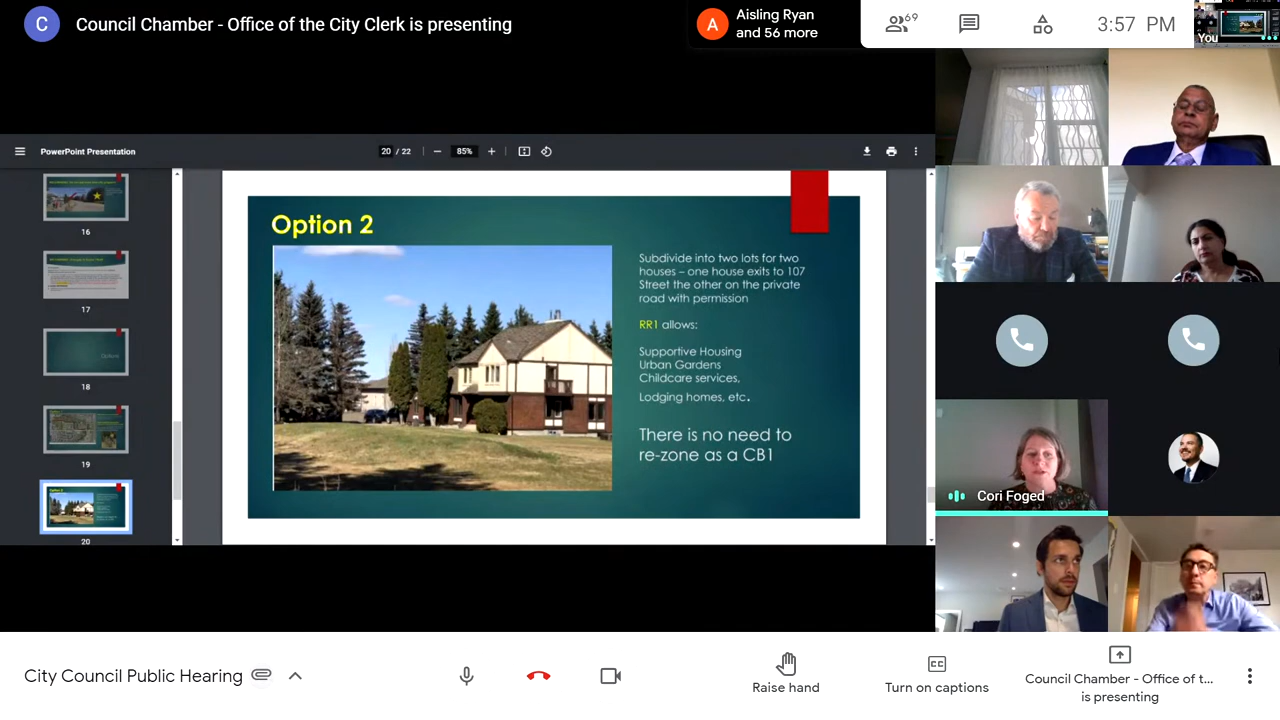 C
Council Chamber - Office of the City Clerk is presenting
A
Aisling Ryan
and 56 more
69
3:57 PM
You
PowerPoint Presentation
20 / 22
85%
16
17
18
19
20
Option 2
Subdivide into two lots for two
houses – one house exits to 107
Street the other on the private
road with permission
RR1 allows:
Supportive Housing
Urban Gardens
Childcare services,
Lodging homes, etc.
There is no need to
re-zone as a CB1
Cori Foged
City Council Public Hearing
Raise hand
Turn on captions
Council Chamber - Office of t...
is presenting